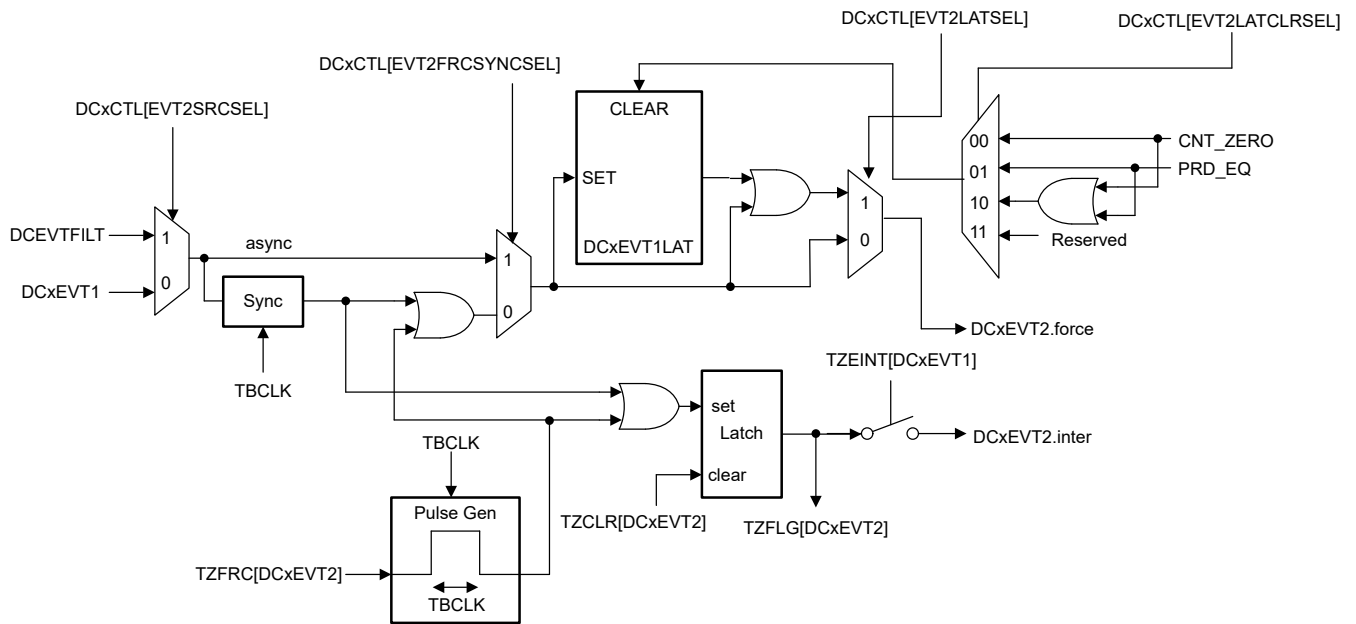 DCxCTL[EVT2LATSEL]
DCxCTL[EVT2LATCLRSEL]
DCxCTL[EVT2FRCSYNCSEL]
DCxCTL[EVT2SRCSEL]
CLEAR
00
CNT_ZERO
01
PRD_EQ
SET
1
10
DCEVTFILT
1
async
DCxEVT1LAT
0
11
Reserved
1
DCxEVT1
0
Sync
0
DCxEVT2.force
TZEINT[DCxEVT1]
TBCLK
set
Latch
DCxEVT2.inter
TBCLK
clear
Pulse Gen
TZCLR[DCxEVT2]
TZFLG[DCxEVT2]
TZFRC[DCxEVT2]
TBCLK